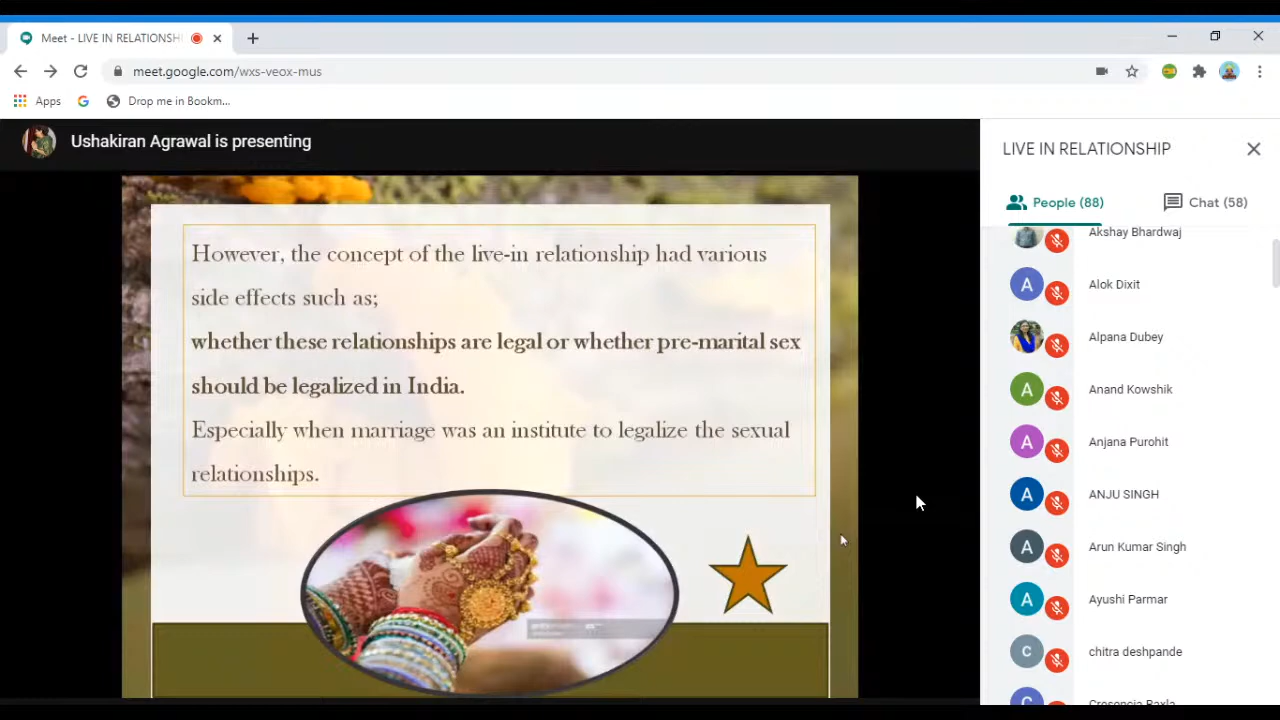 Meet - LIVE IN RELATIONSH
meet.google.com/wxs-veox-mus
Apps
Drop me in Bookm...
Ushakiran Agrawal is presenting
However, the concept of the live-in relationship had various
side effects such as;
whether these relationships are legal or whether pre-marital sex
should be legalized in India.
Especially when marriage was an institute to legalize the sexual
relationships.
LIVE IN RELATIONSHIP
People (88)
Chat (58)
Akshay Bhardwaj
A
Alok Dixit
Alpana Dubey
A
Anand Kowshik
A
Anjana Purohit
A
ANJU SINGH
A
Arun Kumar Singh
A
Ayushi Parmar
C
chitra deshpande